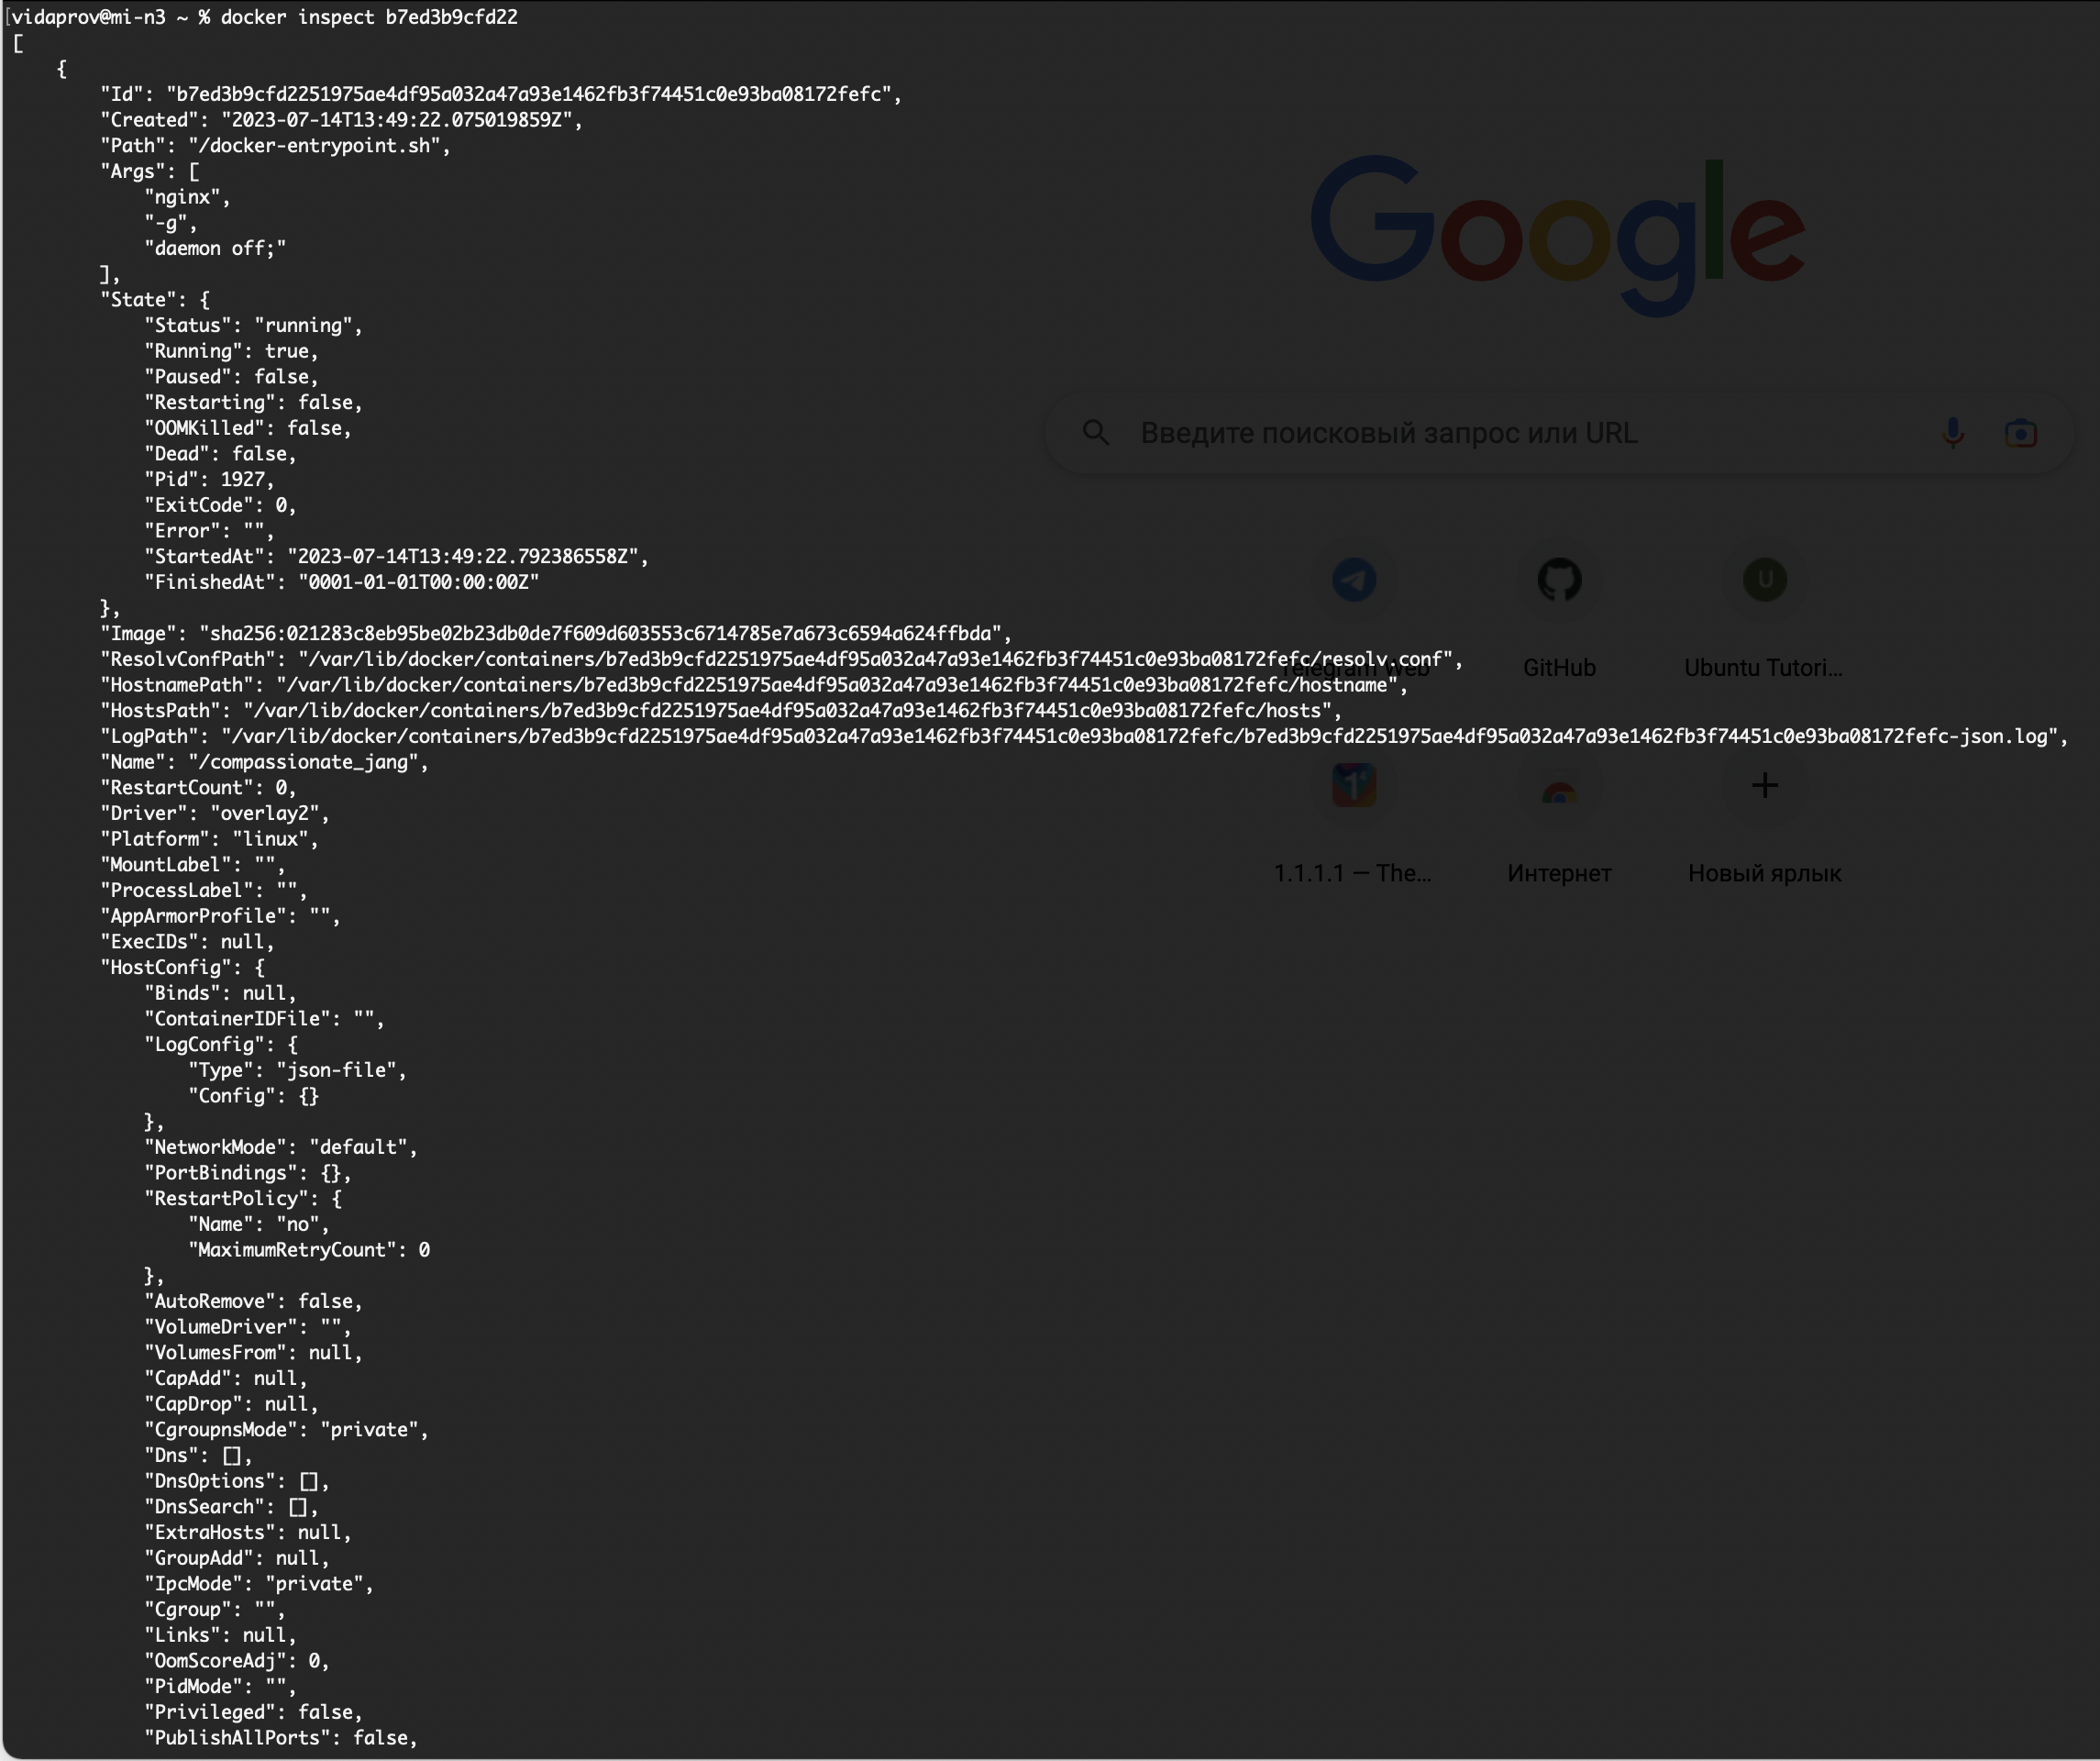 [vidaprov@mi-n3 ~ % docker inspect b7ed3b9cfd22
[
    {
        "Id": "b7ed3b9cfd2251975ae4df95a032a47a93e1462fb3f74451c0e93ba08172fefc",
        "Created": "2023-07-14T13:49:22.075019859Z",
        "Path": "/docker-entrypoint.sh",
        "Args": [
            "nginx",
            "-g",
            "daemon off;"
        ],
        "State": {
            "Status": "running",
            "Running": true,
            "Paused": false,
            "Restarting": false,
            "OOMKilled": false,
            "Dead": false,
            "Pid": 1927,
            "ExitCode": 0,
            "Error": "",
            "StartedAt": "2023-07-14T13:49:22.792386558Z",
            "FinishedAt": "0001-01-01T00:00:00Z"
        },
        "Image": "sha256:021283c8eb95be02b23db0de7f609d603553c6714785e7a673c6594a624ffbda",
        "ResolvConfPath": "/var/lib/docker/containers/b7ed3b9cfd2251975ae4df95a032a47a93e1462fb3f74451c0e93ba08172fefc/resolv.conf",
        "HostnamePath": "/var/lib/docker/containers/b7ed3b9cfd2251975ae4df95a032a47a93e1462fb3f74451c0e93ba08172fefc/hostname",
        "HostsPath": "/var/lib/docker/containers/b7ed3b9cfd2251975ae4df95a032a47a93e1462fb3f74451c0e93ba08172fefc/hosts",
        "LogPath": "/var/lib/docker/containers/b7ed3b9cfd2251975ae4df95a032a47a93e1462fb3f74451c0e93ba08172fefc/b7ed3b9cfd2251975ae4df95a032a47a93e1462fb3f74451c0e93ba08172fefc-json.log",
        "Name": "/compassionate_jang",
        "RestartCount": 0,
        "Driver": "overlay2",
        "Platform": "linux",
        "MountLabel": "",
        "ProcessLabel": "",
        "AppArmorProfile": "",
        "ExecIDs": null,
        "HostConfig": {
            "Binds": null,
            "ContainerIDFile": "",
            "LogConfig": {
                "Type": "json-file",
                "Config": {}
            },
            "NetworkMode": "default",
            "PortBindings": {},
            "RestartPolicy": {
                "Name": "no",
                "MaximumRetryCount": 0
            },
            "AutoRemove": false,
            "VolumeDriver": "",
            "VolumesFrom": null,
            "CapAdd": null,
            "CapDrop": null,
            "CgroupnsMode": "private",
            "Dns": [],
            "DnsOptions": [],
            "DnsSearch": [],
            "ExtraHosts": null,
            "GroupAdd": null,
            "IpcMode": "private",
            "Cgroup": "",
            "Links": null,
            "OomScoreAdj": 0,
            "PidMode": "",
            "Privileged": false,
            "PublishAllPorts": false,
Google
Введите поисковый запрос или URL
U
Telegram Web
GitHub
Ubuntu Tutori...
1
1.1.1.1 — The...
Интернет
Новый ярлык